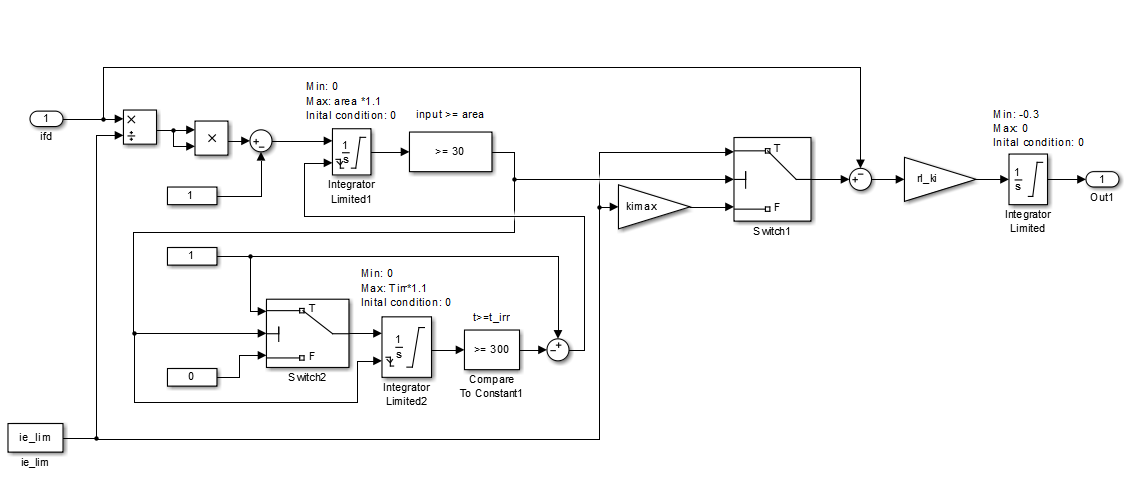 Min: 0
Max: area *1.1
Inital condition: 0
input >= area
Min: -0.3
Max: 0
Inital condition: 0
1
ifd
×
÷
×
+
−
1
s
>= 30
Integrator
Limited1
1
T
F
Switch1
kimax
−
+
rl_ki
1
s
Integrator
Limited
1
Out1
1
Min: 0
Max: Tirr*1.1
Inital condition: 0
t>=t_irr
T
F
Switch2
0
1
s
Integrator
Limited2
>= 300
Compare
To Constant1
+
−
ie_lim
ie_lim